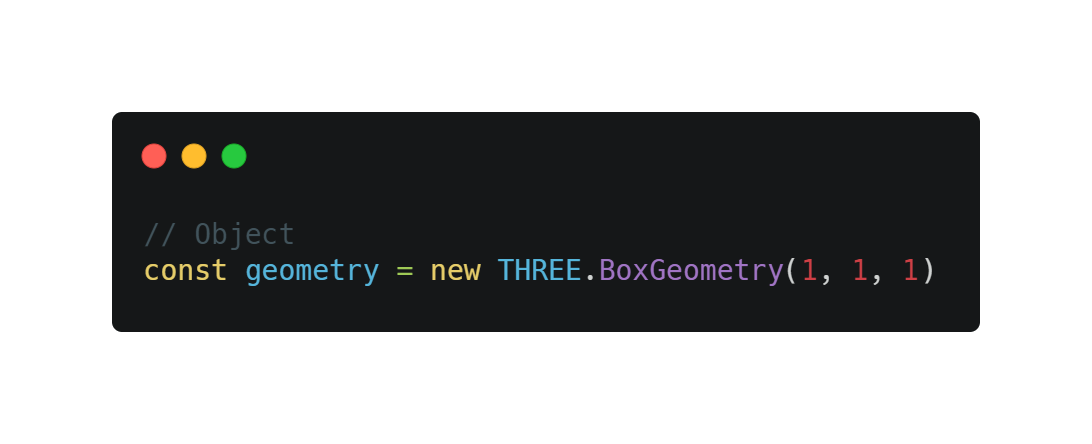 // Object
const geometry = new THREE.BoxGeometry(1, 1, 1)